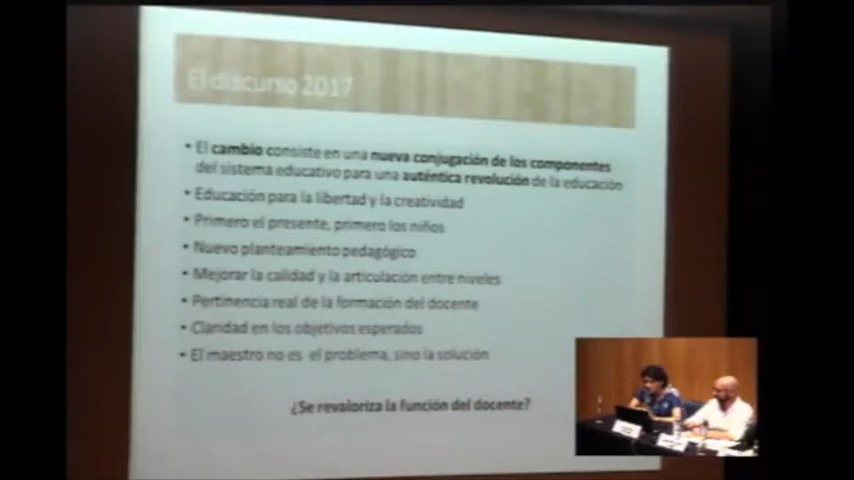 El discurso 2017
• El cambio consiste en una nueva conjugación de los componentes
del sistema educativo para una auténtica revolución de la educación
• Educación para la libertad y la creatividad
• Primero el presente, primero los niños
• Nuevo planteamiento pedagógico
• Mejorar la calidad y la articulación entre niveles
• Pertinencia real de la formación del docente
• Claridad en los objetivos esperados
• El maestro no es el problema, sino la solución
¿Se revaloriza la función del docente?